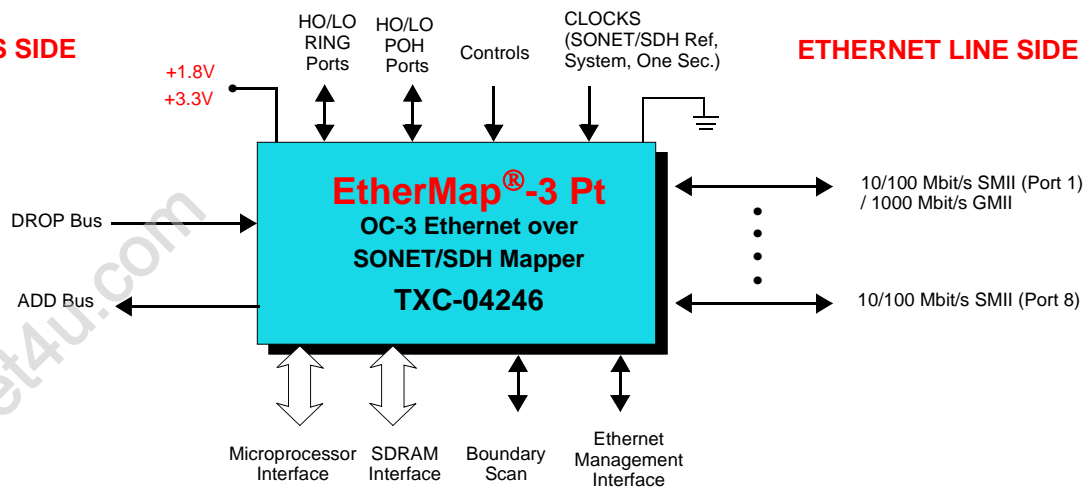 S SIDE
HO/LO
RING
Ports
HO/LO
POH
Ports
Controls
CLOCKS
(SONET/SDH Ref,
System, One Sec.)
ETHERNET LINE SIDE
+1.8V
+3.3V
EtherMap®-3 Pt
OC-3 Ethernet over
SONET/SDH Mapper
TXC-04246
DROP Bus
ADD Bus
10/100 Mbit/s SMII (Port 1)
/ 1000 Mbit/s GMII
10/100 Mbit/s SMII (Port 8)
Microprocessor
Interface
SDRAM
Interface
Boundary
Scan
Ethernet
Management
Interface
et4u.com